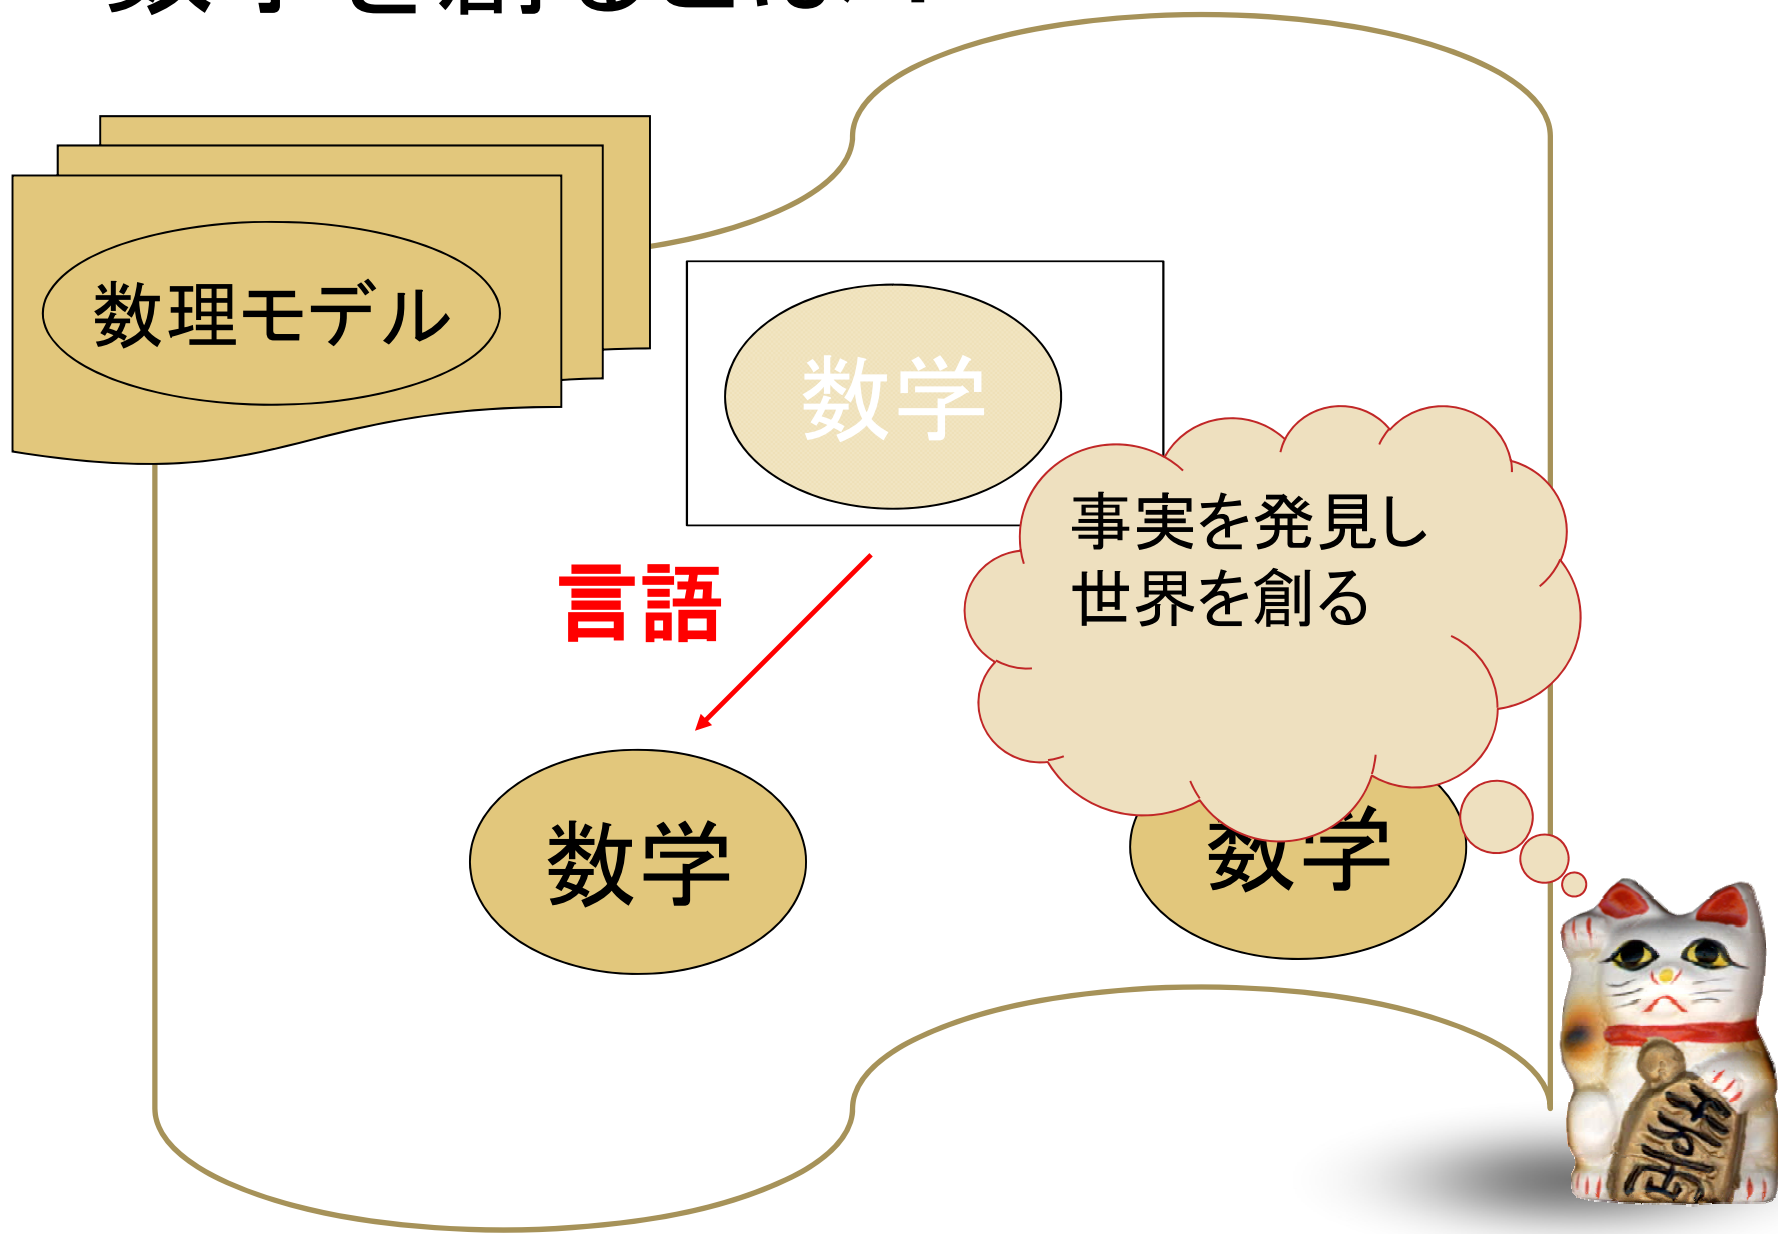 数理モデル
数学
事実を発見し
世界を創る
言語
数学
数学